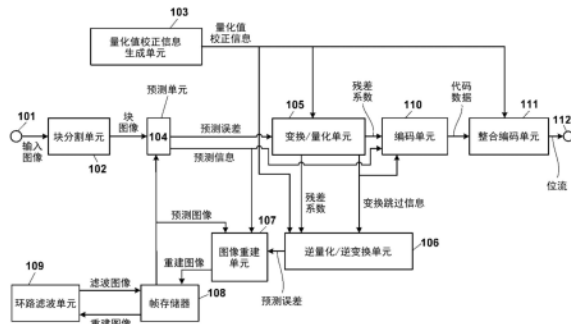 103
量化值校正信息
生成单元
量化值
校正信息
预测单元
101
块分割单元
102
输入
图像
块
图像
104
预测误差
预测信息
105
变换/量化单元
残差
系数
110
编码单元
代码
数据
111
整合编码单元
112
位流
残差
系数
变换跳过信息
预测图像
107
图像重建
单元
逆量化/逆变换单元
106
预测误差
重建图像
109
环路滤波单元
滤波图像
重建图像
帧存储器
108